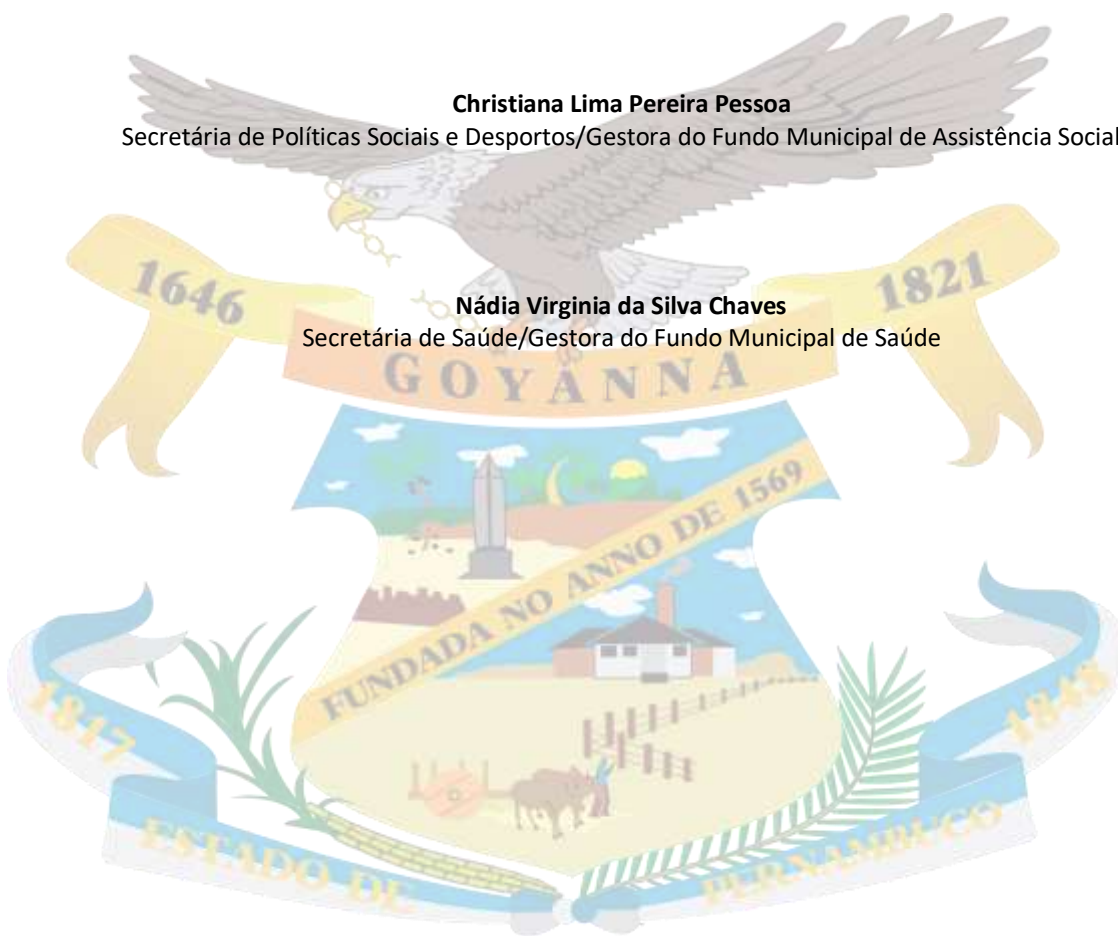 Christiana Lima Pereira Pessoa
Secretária de Políticas Sociais e Desportos/Gestora do Fundo Municipal de Assistência Social
1646
1821
Nádia Virginia da Silva Chaves
Secretária de Saúde/Gestora do Fundo Municipal de Saúde
GOYANNA
FUNDADA NO ANNO DE 1569
1817
1848
ESTADO DE
PERNAMBUCO